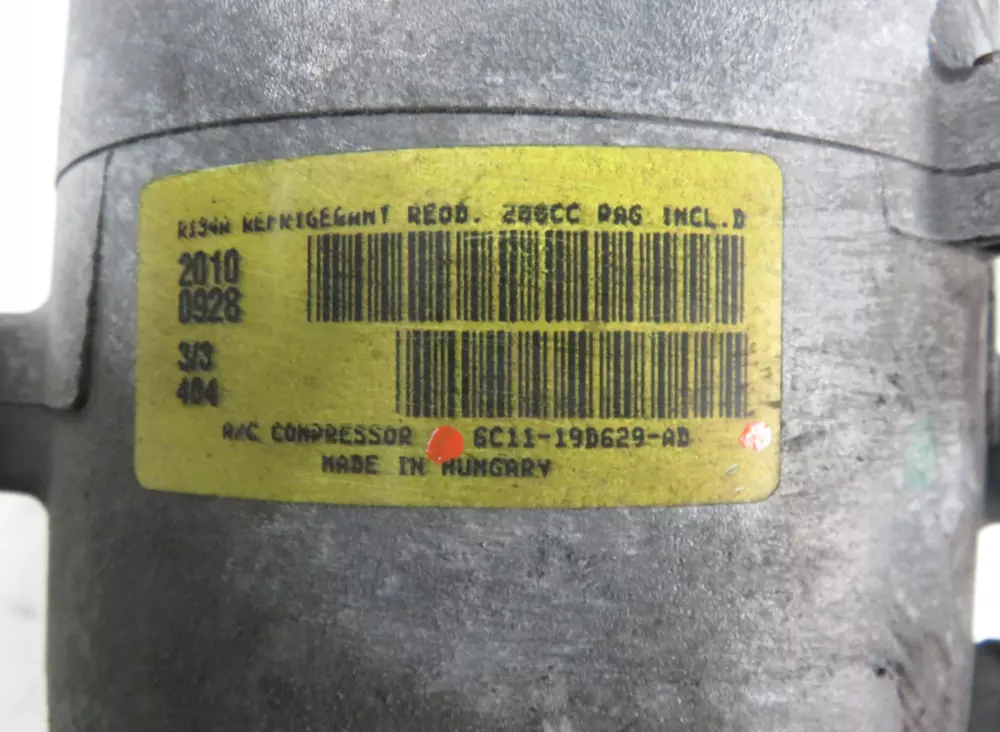 R134A REFRIGERANT REQD. 200CC PAG INCL.D
2010
0928
3/3
404
A/C COMPRESSOR 6C11-19D629-AD
MADE IN HUNGARY